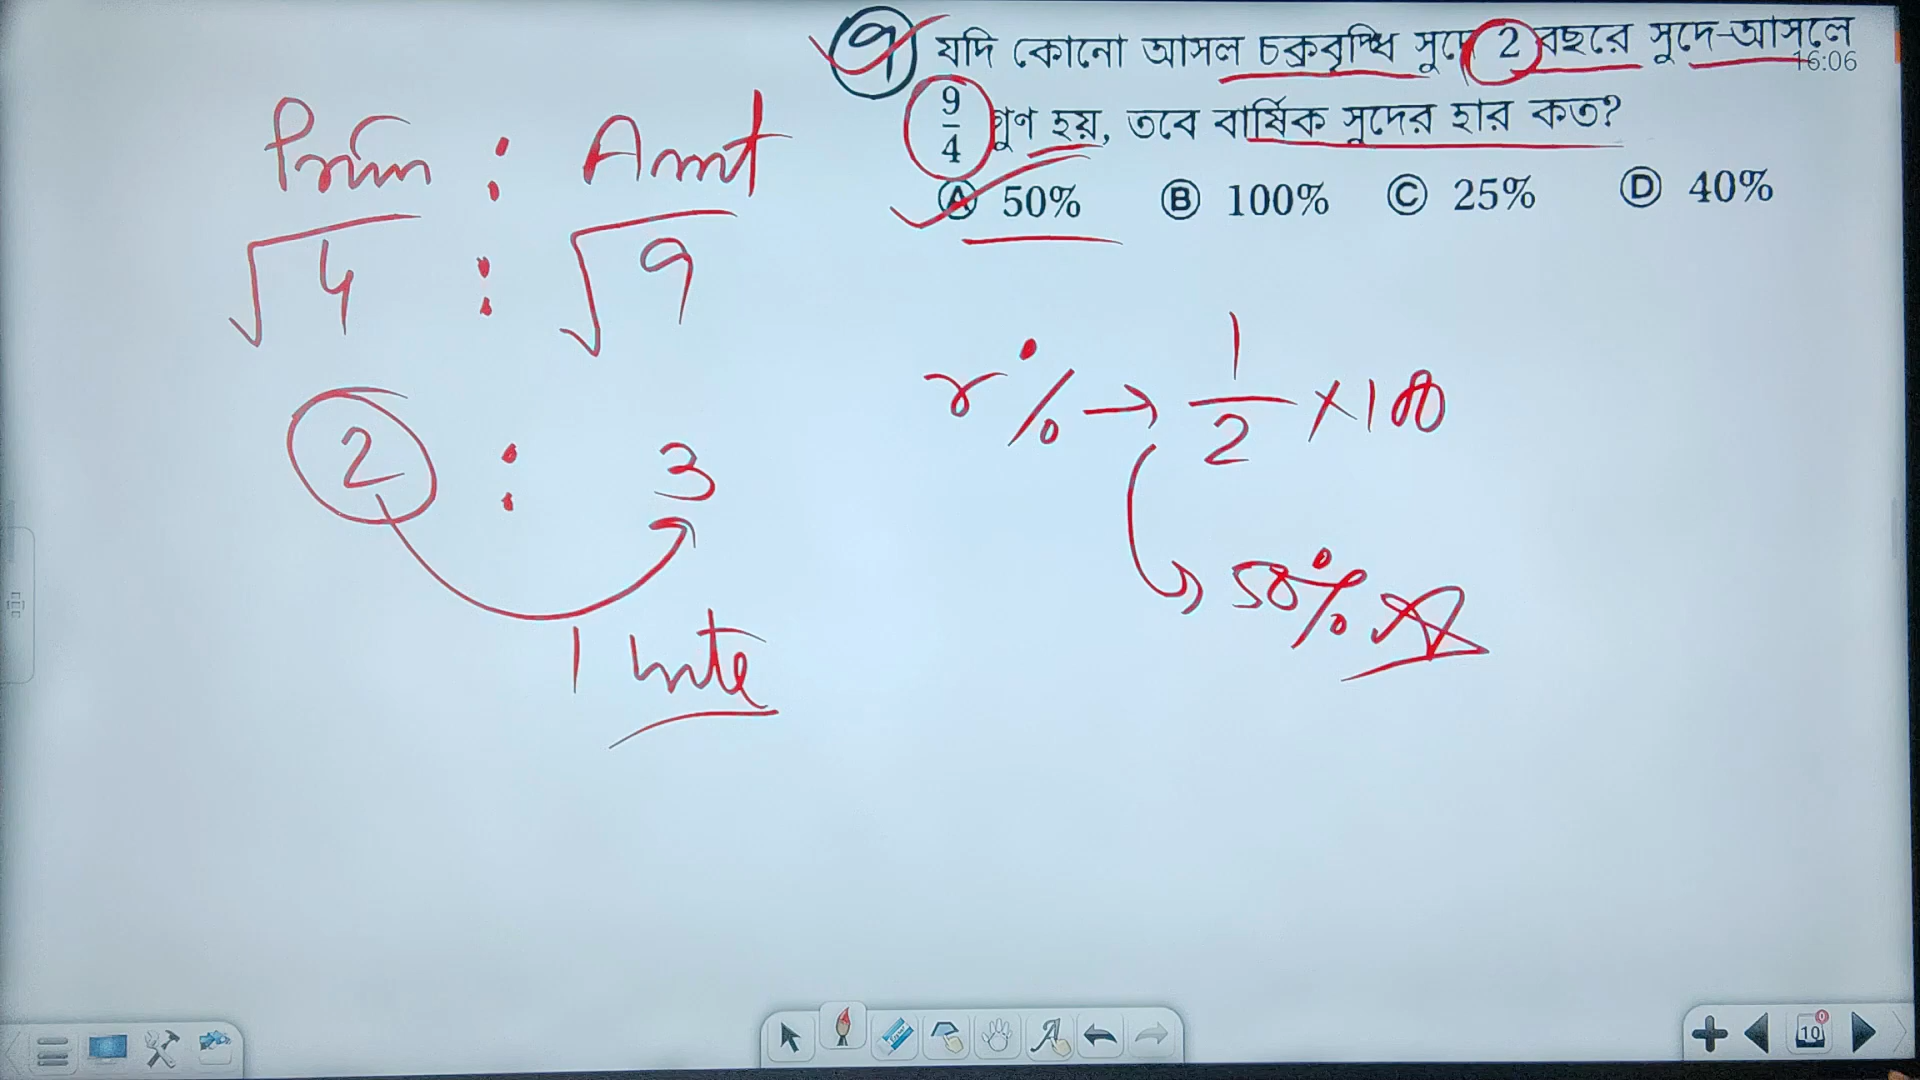 ৭ যদি কোনো আসল চক্রবৃদ্ধি সুদে 2 বছরে সুদে-আসলে
16:06
9/4 গুণ হয়, তবে বার্ষিক সুদের হার কত?
Ⓐ 50% Ⓑ 100% Ⓒ 25% Ⓓ 40%
Prin : Amt
√4 : √9
2 : 3
1
r% → 1/2 × 100
50%
10